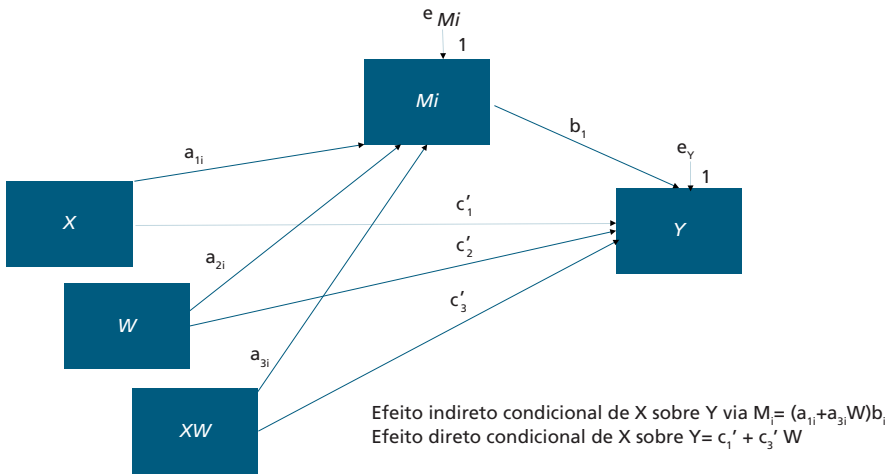 e Mi
1
Mi
b₁
a₁ᵢ
e_Y
1
X
c′₁
Y
a₂ᵢ
c′₂
W
c′₃
a₃ᵢ
XW
Efeito indireto condicional de X sobre Y via Mᵢ= (a₁ᵢ+a₃ᵢW)bᵢ
Efeito direto condicional de X sobre Y= c₁′ + c₃′ W